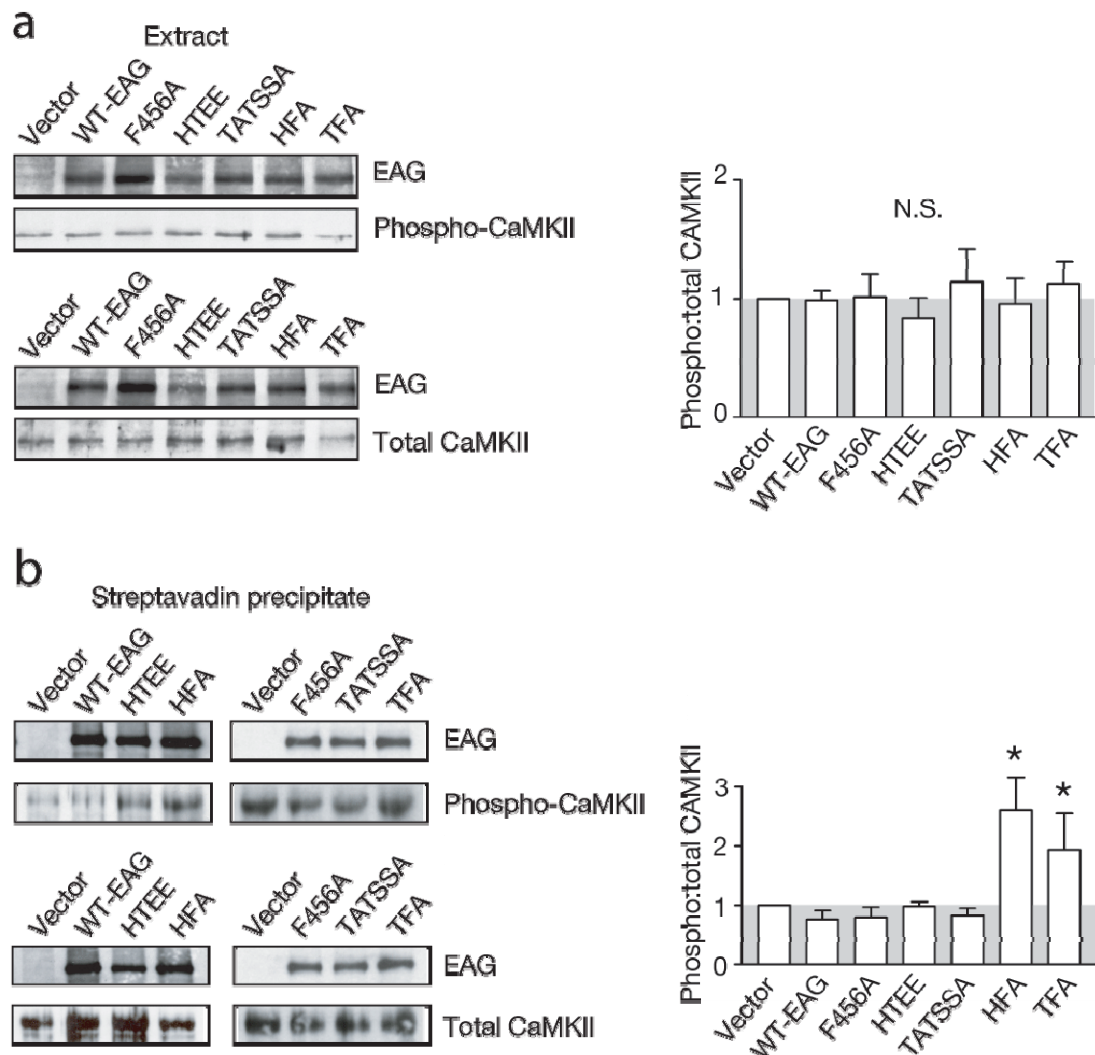 a
Extract
Vector WT-EAG F456A HTEE TATSSA HFA TFA
EAG
Phospho-CaMKII
Vector WT-EAG F456A HTEE TATSSA HFA TFA
EAG
Total CaMKII
Phospho:total CAMKII
2
1
0
N.S.
Vector WT-EAG F456A HTEE TATSSA HFA TFA
b
Streptavadin precipitate
Vector WT-EAG HTEE HFA Vector F456A TATSSA TFA
EAG
Phospho-CaMKII
Vector WT-EAG HTEE HFA Vector F456A TATSSA TFA
EAG
Total CaMKII
Phospho:total CAMKII
3
2
1
0
* *
Vector WT-EAG F456A HTEE TATSSA HFA TFA